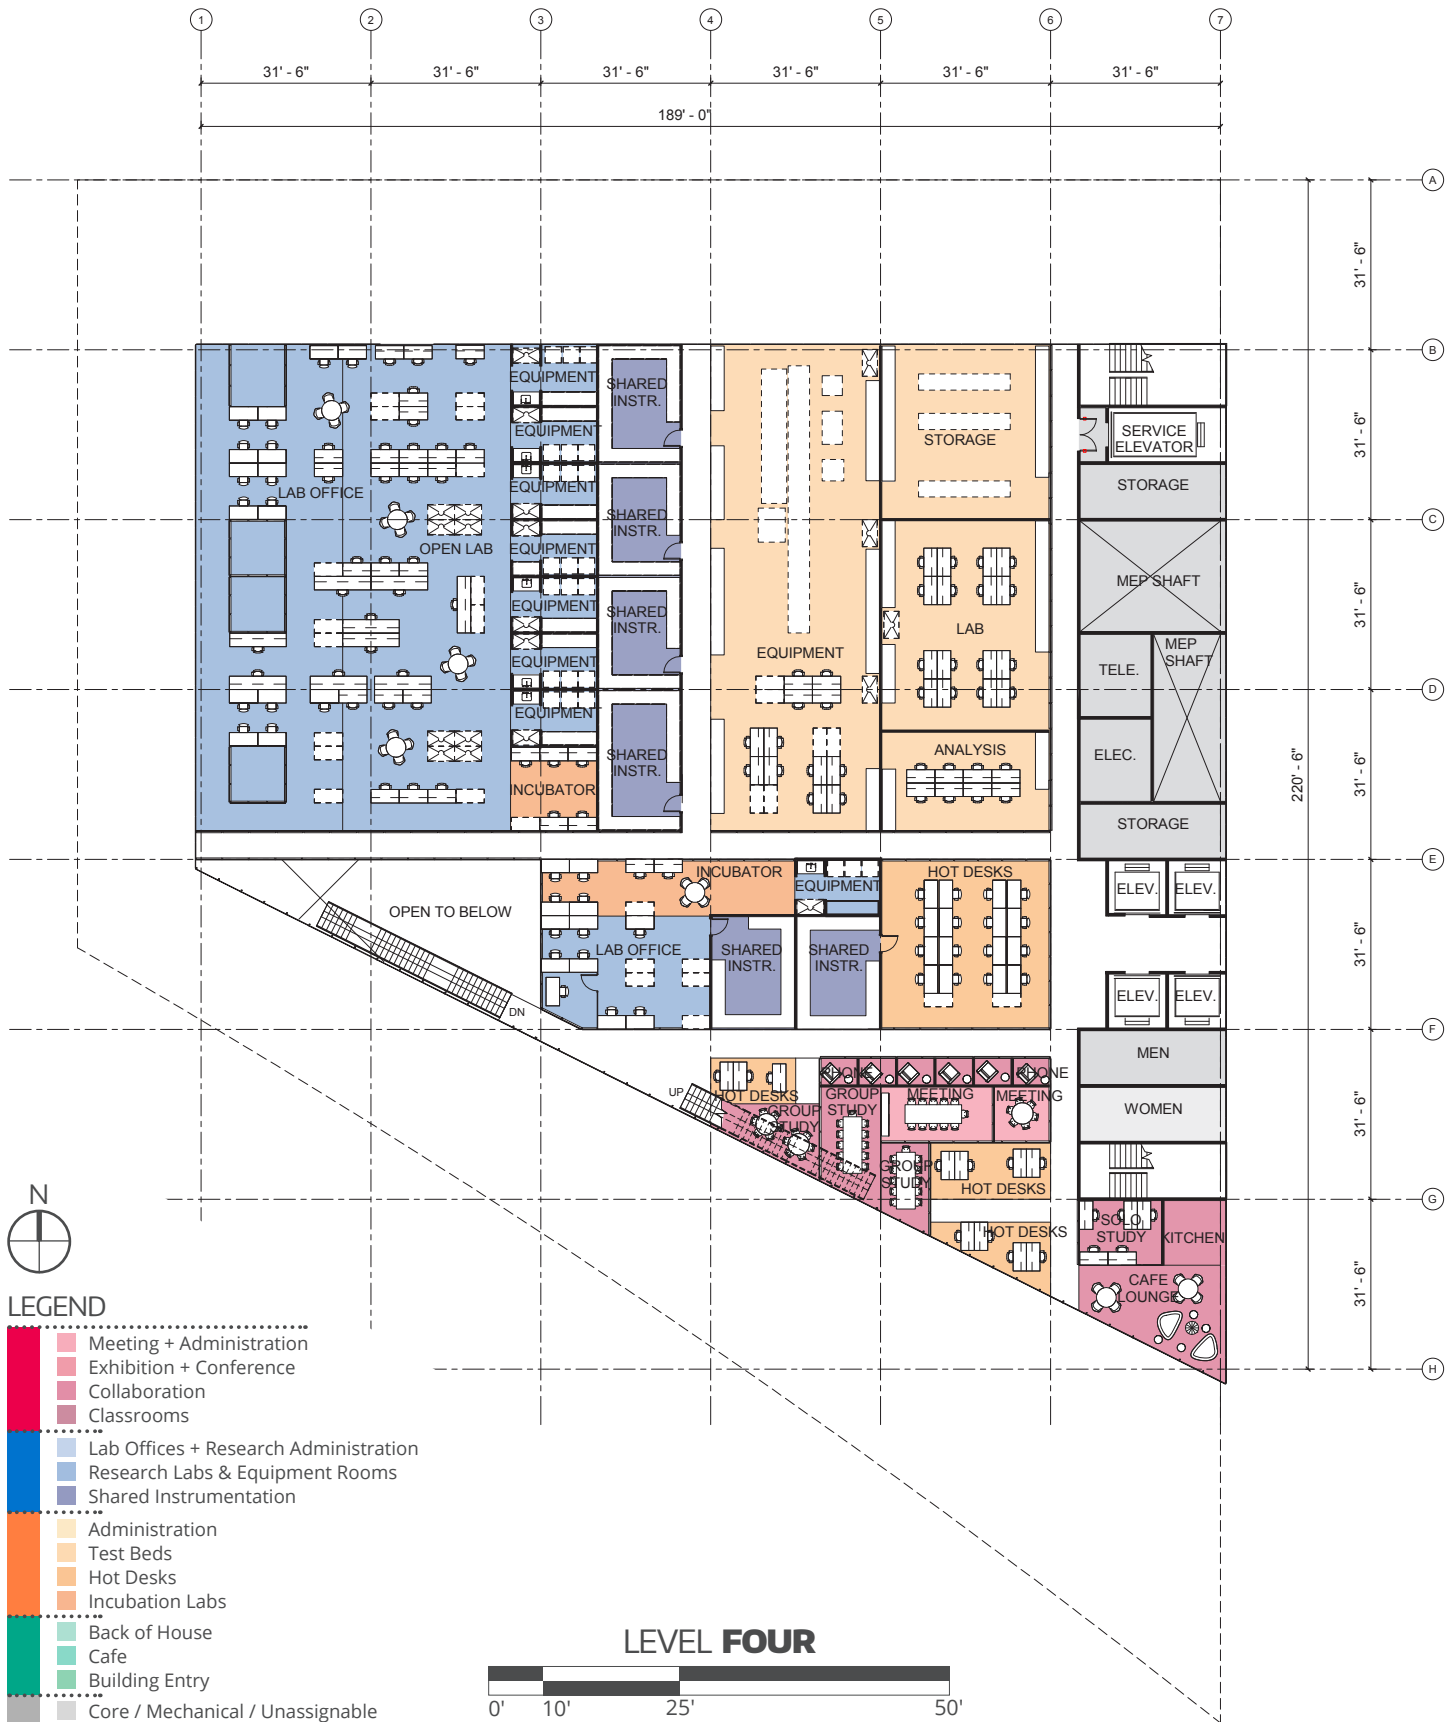 1 2 3 4 5 6 7
31' - 6" 31' - 6" 31' - 6" 31' - 6" 31' - 6" 31' - 6"
189' - 0"
A
31' - 6"
B
EQUIPMENT
SHARED
INSTR.
EQUIPMENT
STORAGE
SERVICE
ELEVATOR
31' - 6"
LAB OFFICE
EQUIPMENT
STORAGE
SHARED
INSTR.
C
OPEN LAB
EQUIPMENT
MEP SHAFT
31' - 6"
EQUIPMENT
SHARED
INSTR.
LAB
EQUIPMENT
EQUIPMENT
TELE.
MEP
SHAFT
D
EQUIPMENT
SHARED
INSTR.
ANALYSIS
ELEC.
220' - 6"
31' - 6"
INCUBATOR
STORAGE
E
INCUBATOR
EQUIPMENT
HOT DESKS
ELEV. ELEV.
OPEN TO BELOW
LAB OFFICE
SHARED
INSTR.
SHARED
INSTR.
31' - 6"
ELEV. ELEV.
DN
F
MEN
PHONE
PHONE
UP
HOT DESKS
GROUP
STUDY
GROUP
STUDY
MEETING
MEETING
WOMEN
31' - 6"
GROUP
STUDY
HOT DESKS
G
HOT DESKS
SOLO
STUDY
KITCHEN
CAFE
LOUNGE
31' - 6"
H
N
LEGEND
Meeting + Administration
Exhibition + Conference
Collaboration
Classrooms
Lab Offices + Research Administration
Research Labs & Equipment Rooms
Shared Instrumentation
Administration
Test Beds
Hot Desks
Incubation Labs
Back of House
Cafe
Building Entry
Core / Mechanical / Unassignable
LEVEL FOUR
0' 10' 25' 50'